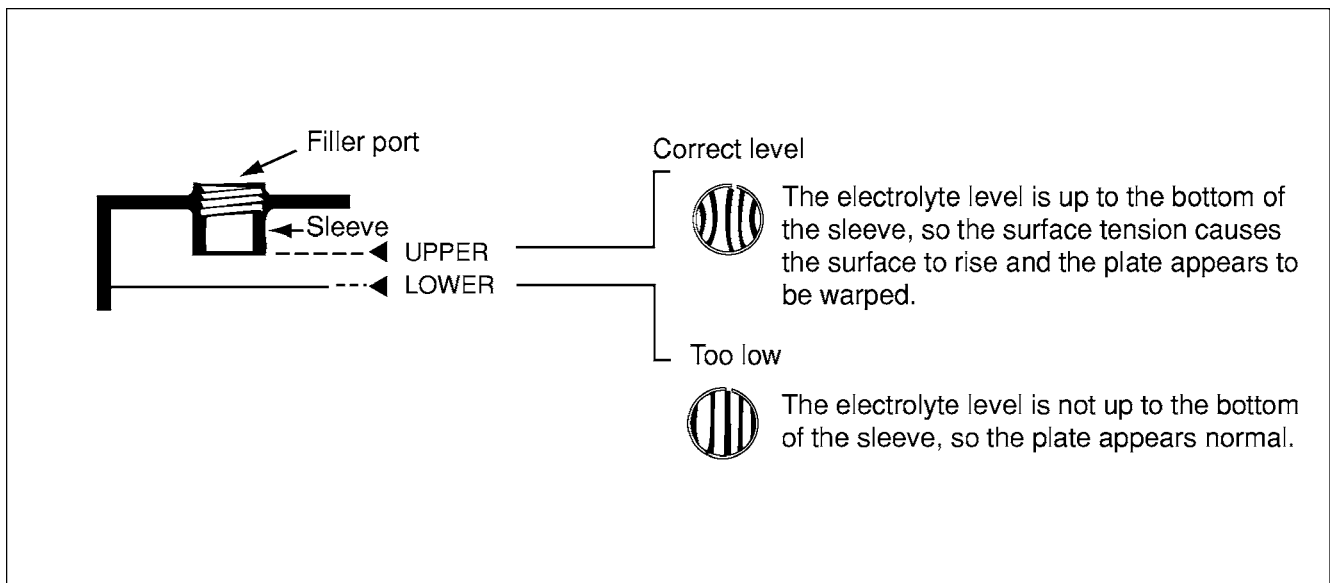 Filler port
Sleeve
UPPER
LOWER
Correct level
The electrolyte level is up to the bottom of
the sleeve, so the surface tension causes
the surface to rise and the plate appears to
be warped.
Too low
The electrolyte level is not up to the bottom
of the sleeve, so the plate appears normal.